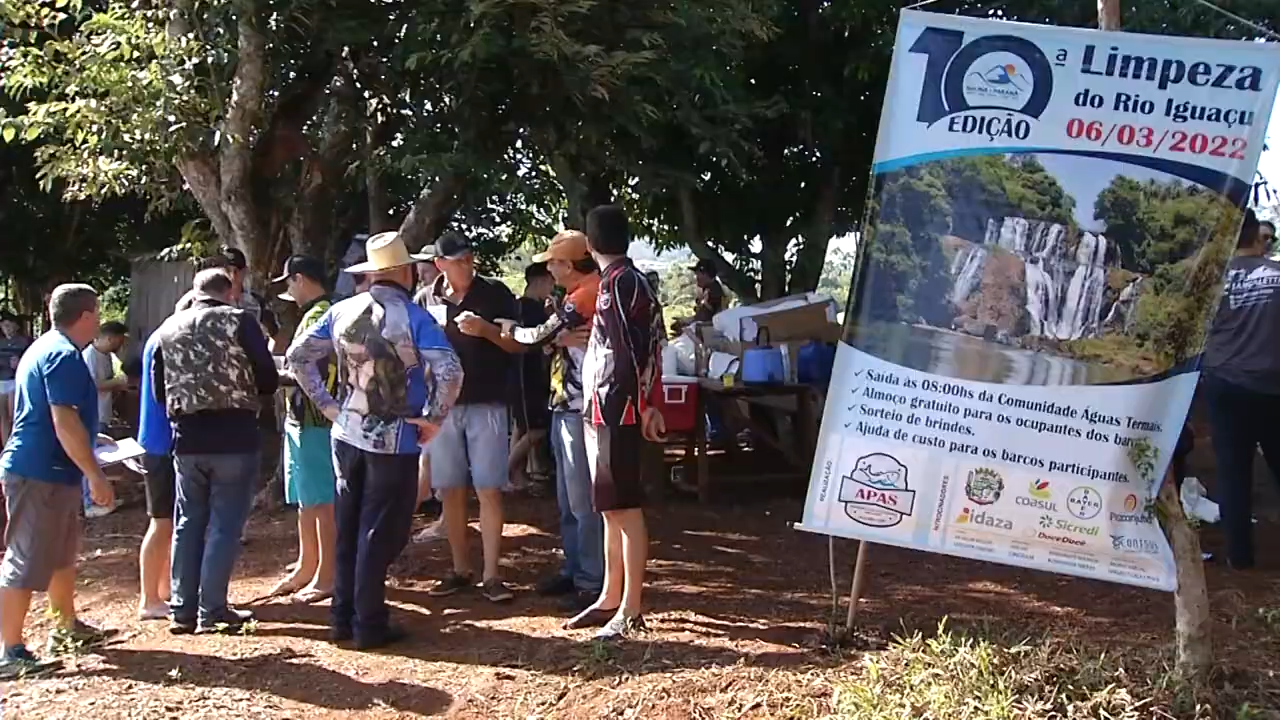 10ª
EDIÇÃO
Limpeza
do Rio Iguaçu
06/03/2022
✓ Saída às 08:00hs da Comunidade Águas Termais.
✓ Almoço gratuito para os ocupantes dos
✓ Sorteio de brindes.
✓ Ajuda de custo para os barcos participantes.
REALIZAÇÃO
APAS
PATROCINADORES
idaza
COASUL
BAYER
Sicredi
DuceDucê